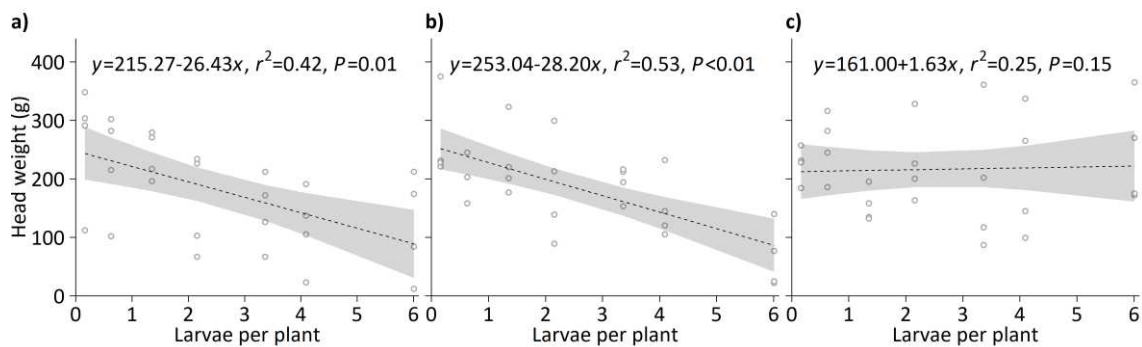 a)
y=215.27-26.43x, r²=0.42, P=0.01
400
300
200
100
0
Head weight (g)
0 1 2 3 4 5 6
Larvae per plant
b)
y=253.04-28.20x, r²=0.53, P<0.01
0 1 2 3 4 5 6
Larvae per plant
c)
y=161.00+1.63x, r²=0.25, P=0.15
0 1 2 3 4 5 6
Larvae per plant